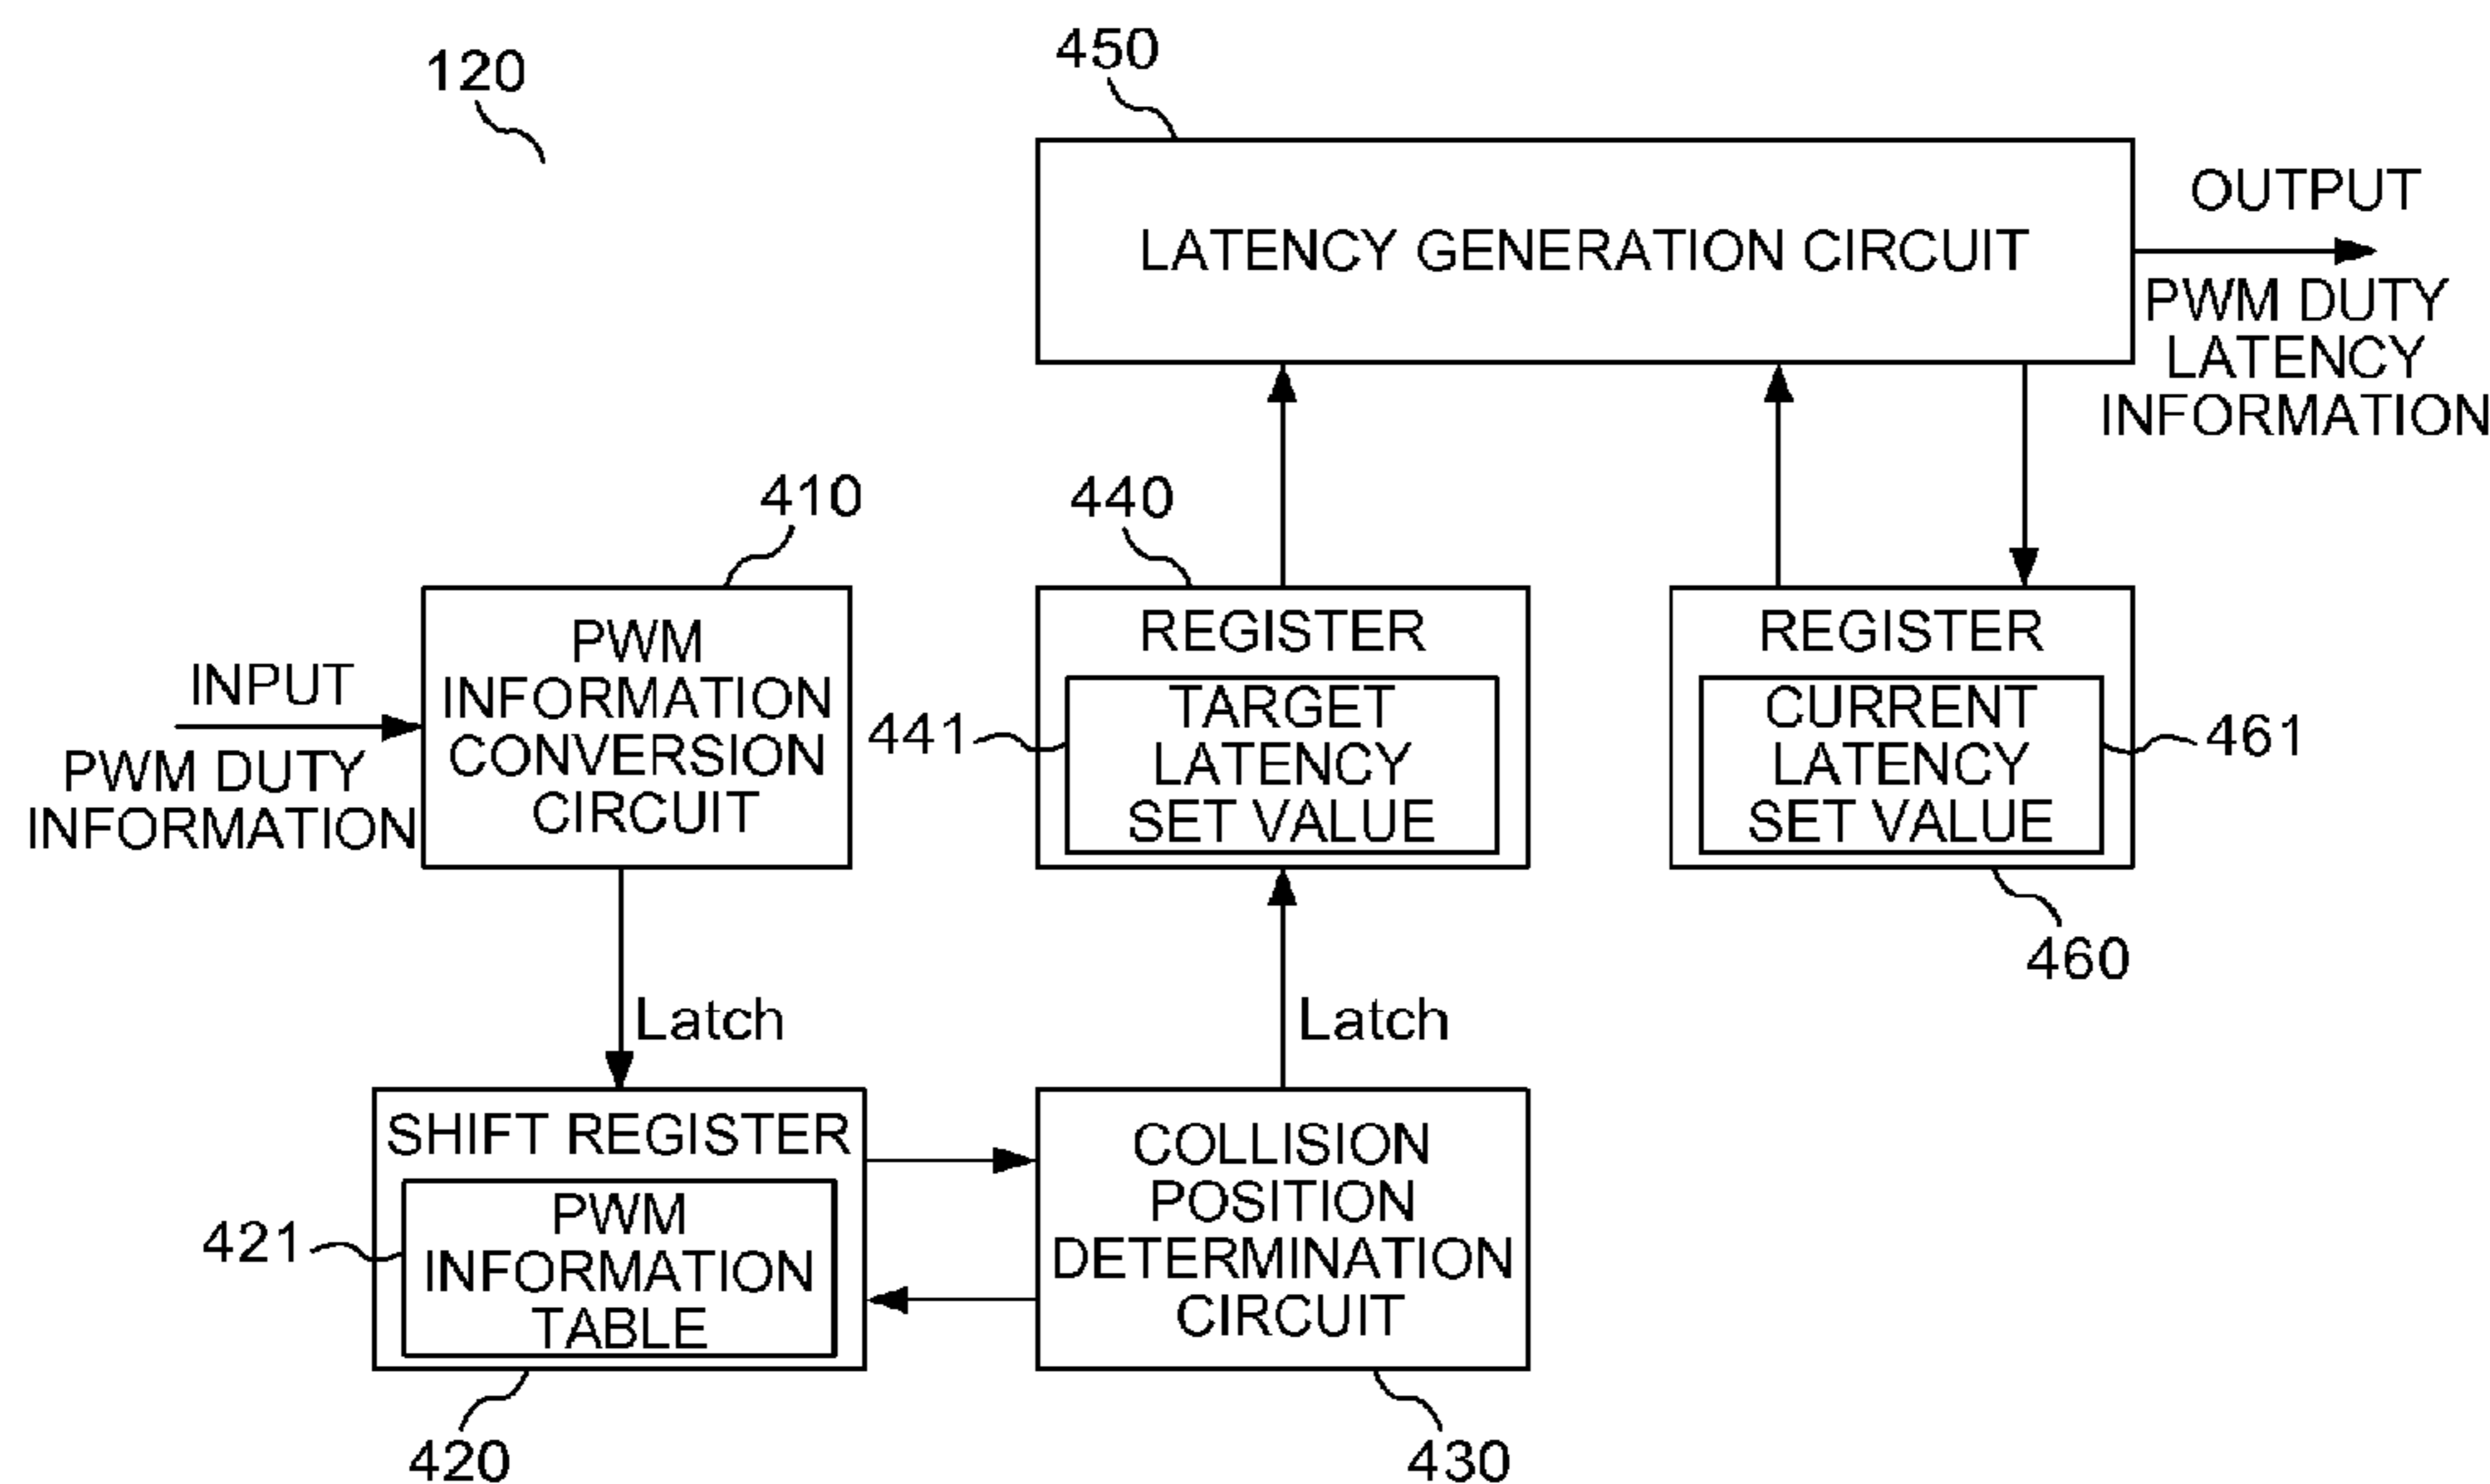 120
450
LATENCY GENERATION CIRCUIT
OUTPUT
PWM DUTY
LATENCY
INFORMATION
410
INPUT
PWM DUTY
INFORMATION
PWM
INFORMATION
CONVERSION
CIRCUIT
440
REGISTER
441
TARGET
LATENCY
SET VALUE
REGISTER
CURRENT
LATENCY
SET VALUE
461
460
Latch
Latch
SHIFT REGISTER
421
PWM
INFORMATION
TABLE
420
COLLISION
POSITION
DETERMINATION
CIRCUIT
430